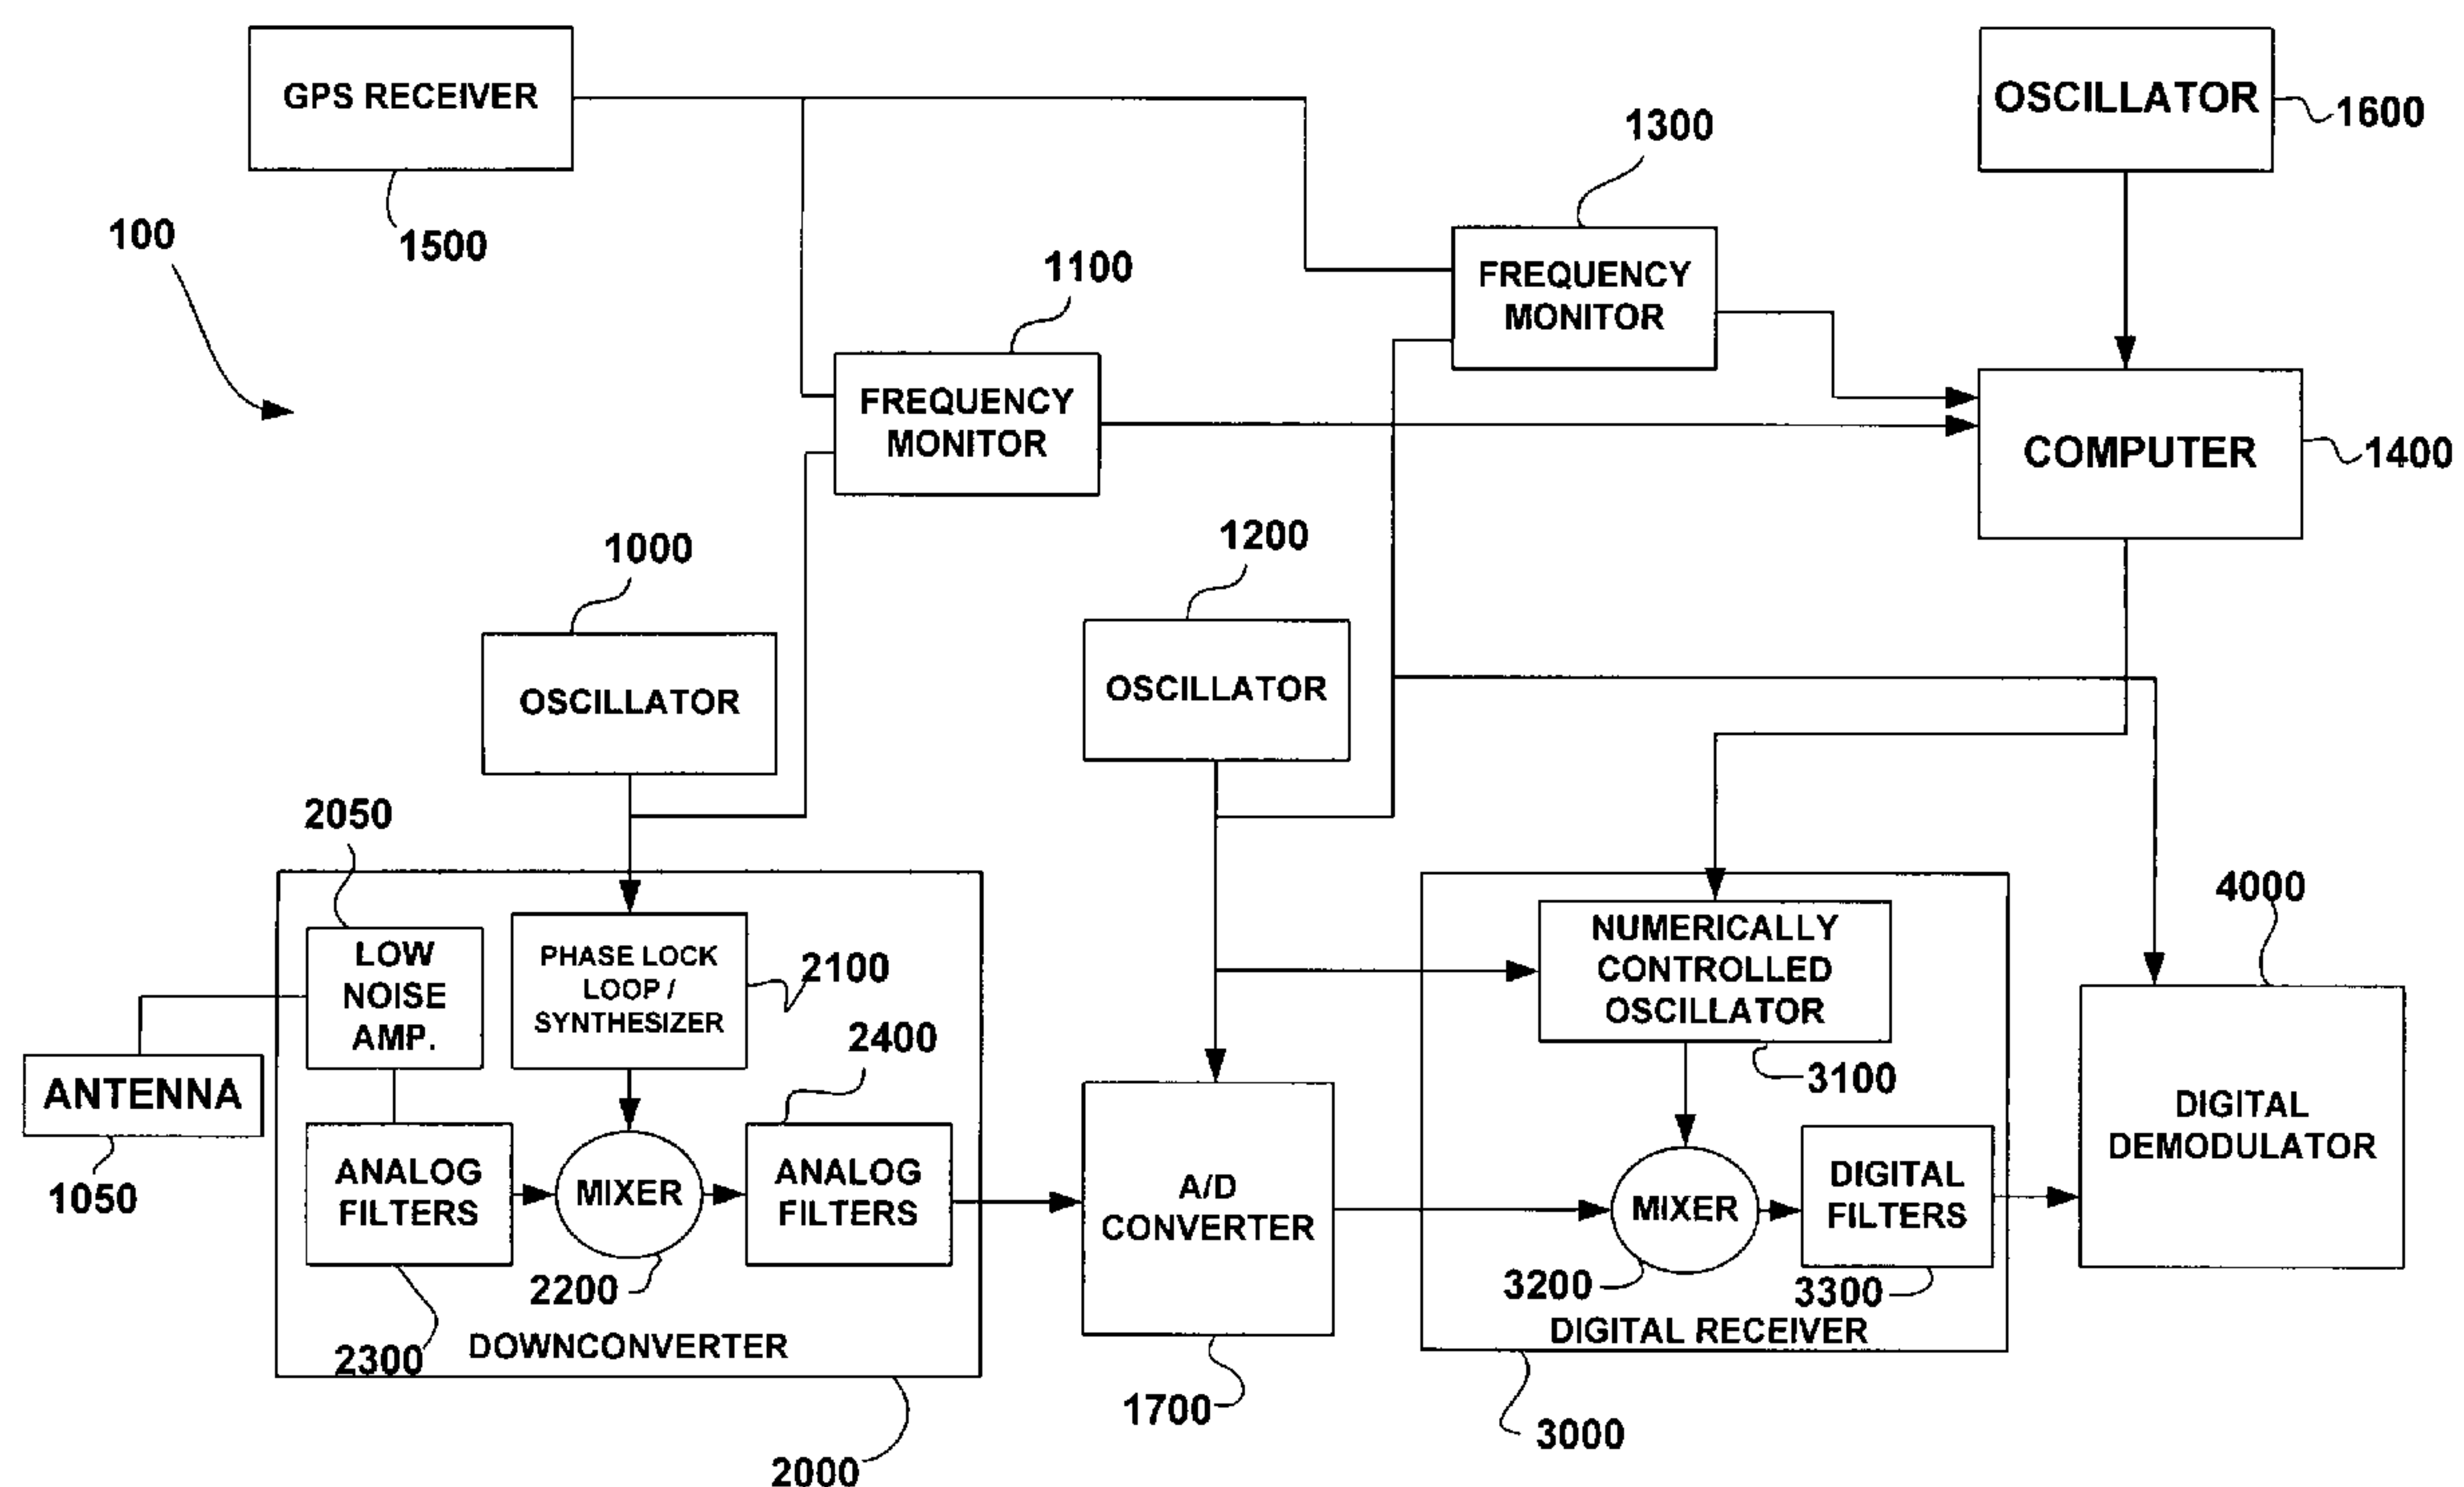 GPS RECEIVER
1500
100
OSCILLATOR
1600
1300
FREQUENCY
MONITOR
1100
FREQUENCY
MONITOR
COMPUTER
1400
1000
OSCILLATOR
1200
OSCILLATOR
2050
LOW
NOISE
AMP.
PHASE LOCK
LOOP /
SYNTHESIZER
2100
2400
ANTENNA
1050
ANALOG
FILTERS
MIXER
ANALOG
FILTERS
2200
2300
DOWNCONVERTER
2000
A/D
CONVERTER
1700
NUMERICALLY
CONTROLLED
OSCILLATOR
3100
MIXER
DIGITAL
FILTERS
3200
3300
DIGITAL RECEIVER
3000
4000
DIGITAL
DEMODULATOR